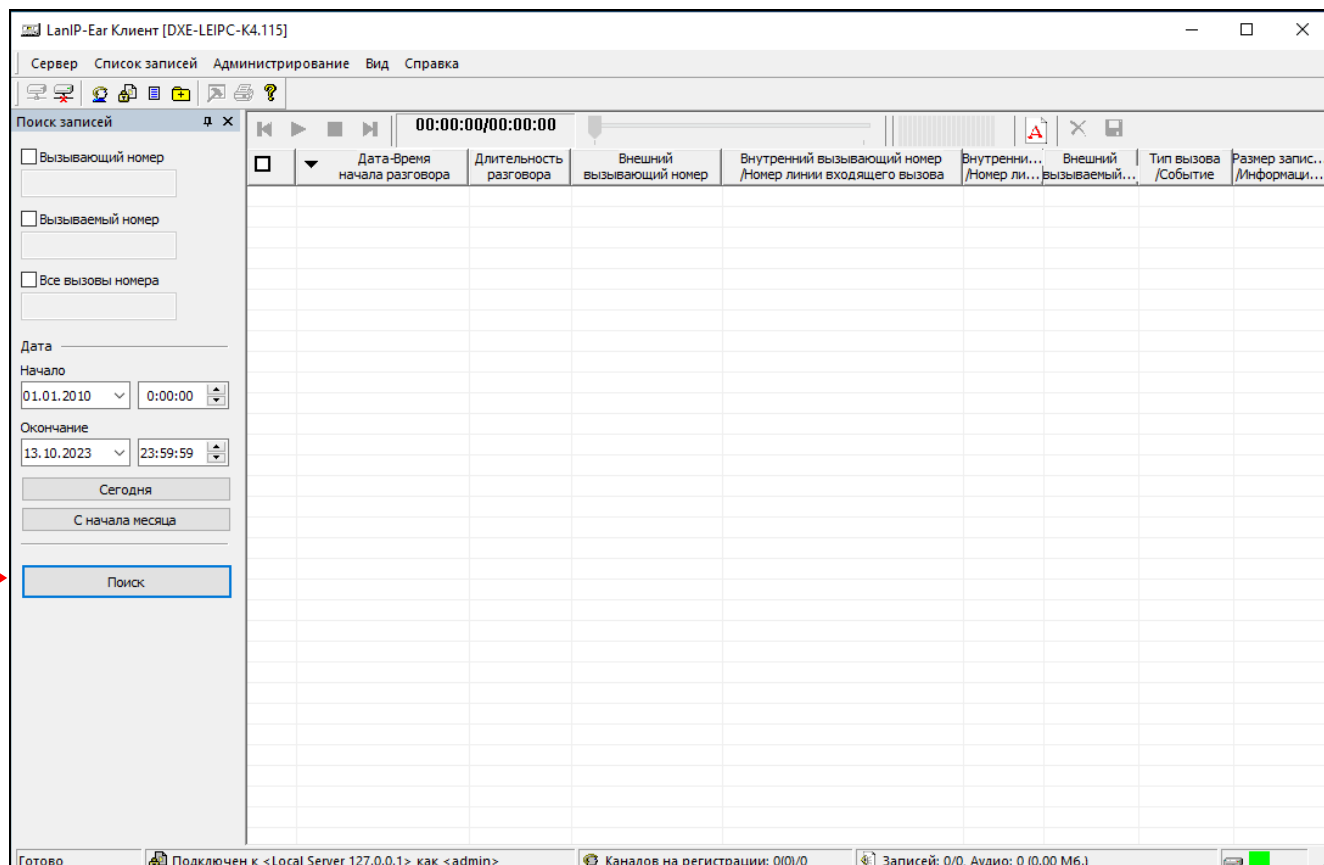 LanIP-Ear Клиент [DXE-LEIPC-K4.115]
Сервер Список записей Администрирование Вид Справка
Поиск записей
00:00:00/00:00:00
A
Вызывающий номер
Вызываемый номер
Все вызовы номера
Дата
Начало
01.01.2010 0:00:00
Окончание
13.10.2023 23:59:59
Сегодня
С начала месяца
Поиск
Дата-Время
начала разговора
Длительность
разговора
Внешний
вызывающий номер
Внутренний вызывающий номер
/Номер линии входящего вызова
Внутренни...
/Номер ли...
Внешний
вызываемый...
Тип вызова
/Событие
Размер запис...
/Информаци...
Готово Подключен к <Local Server 127.0.0.1> как <admin> Каналов на регистрации: 0(0)/0 Записей: 0/0, Аудио: 0 (0,00 Мб.)